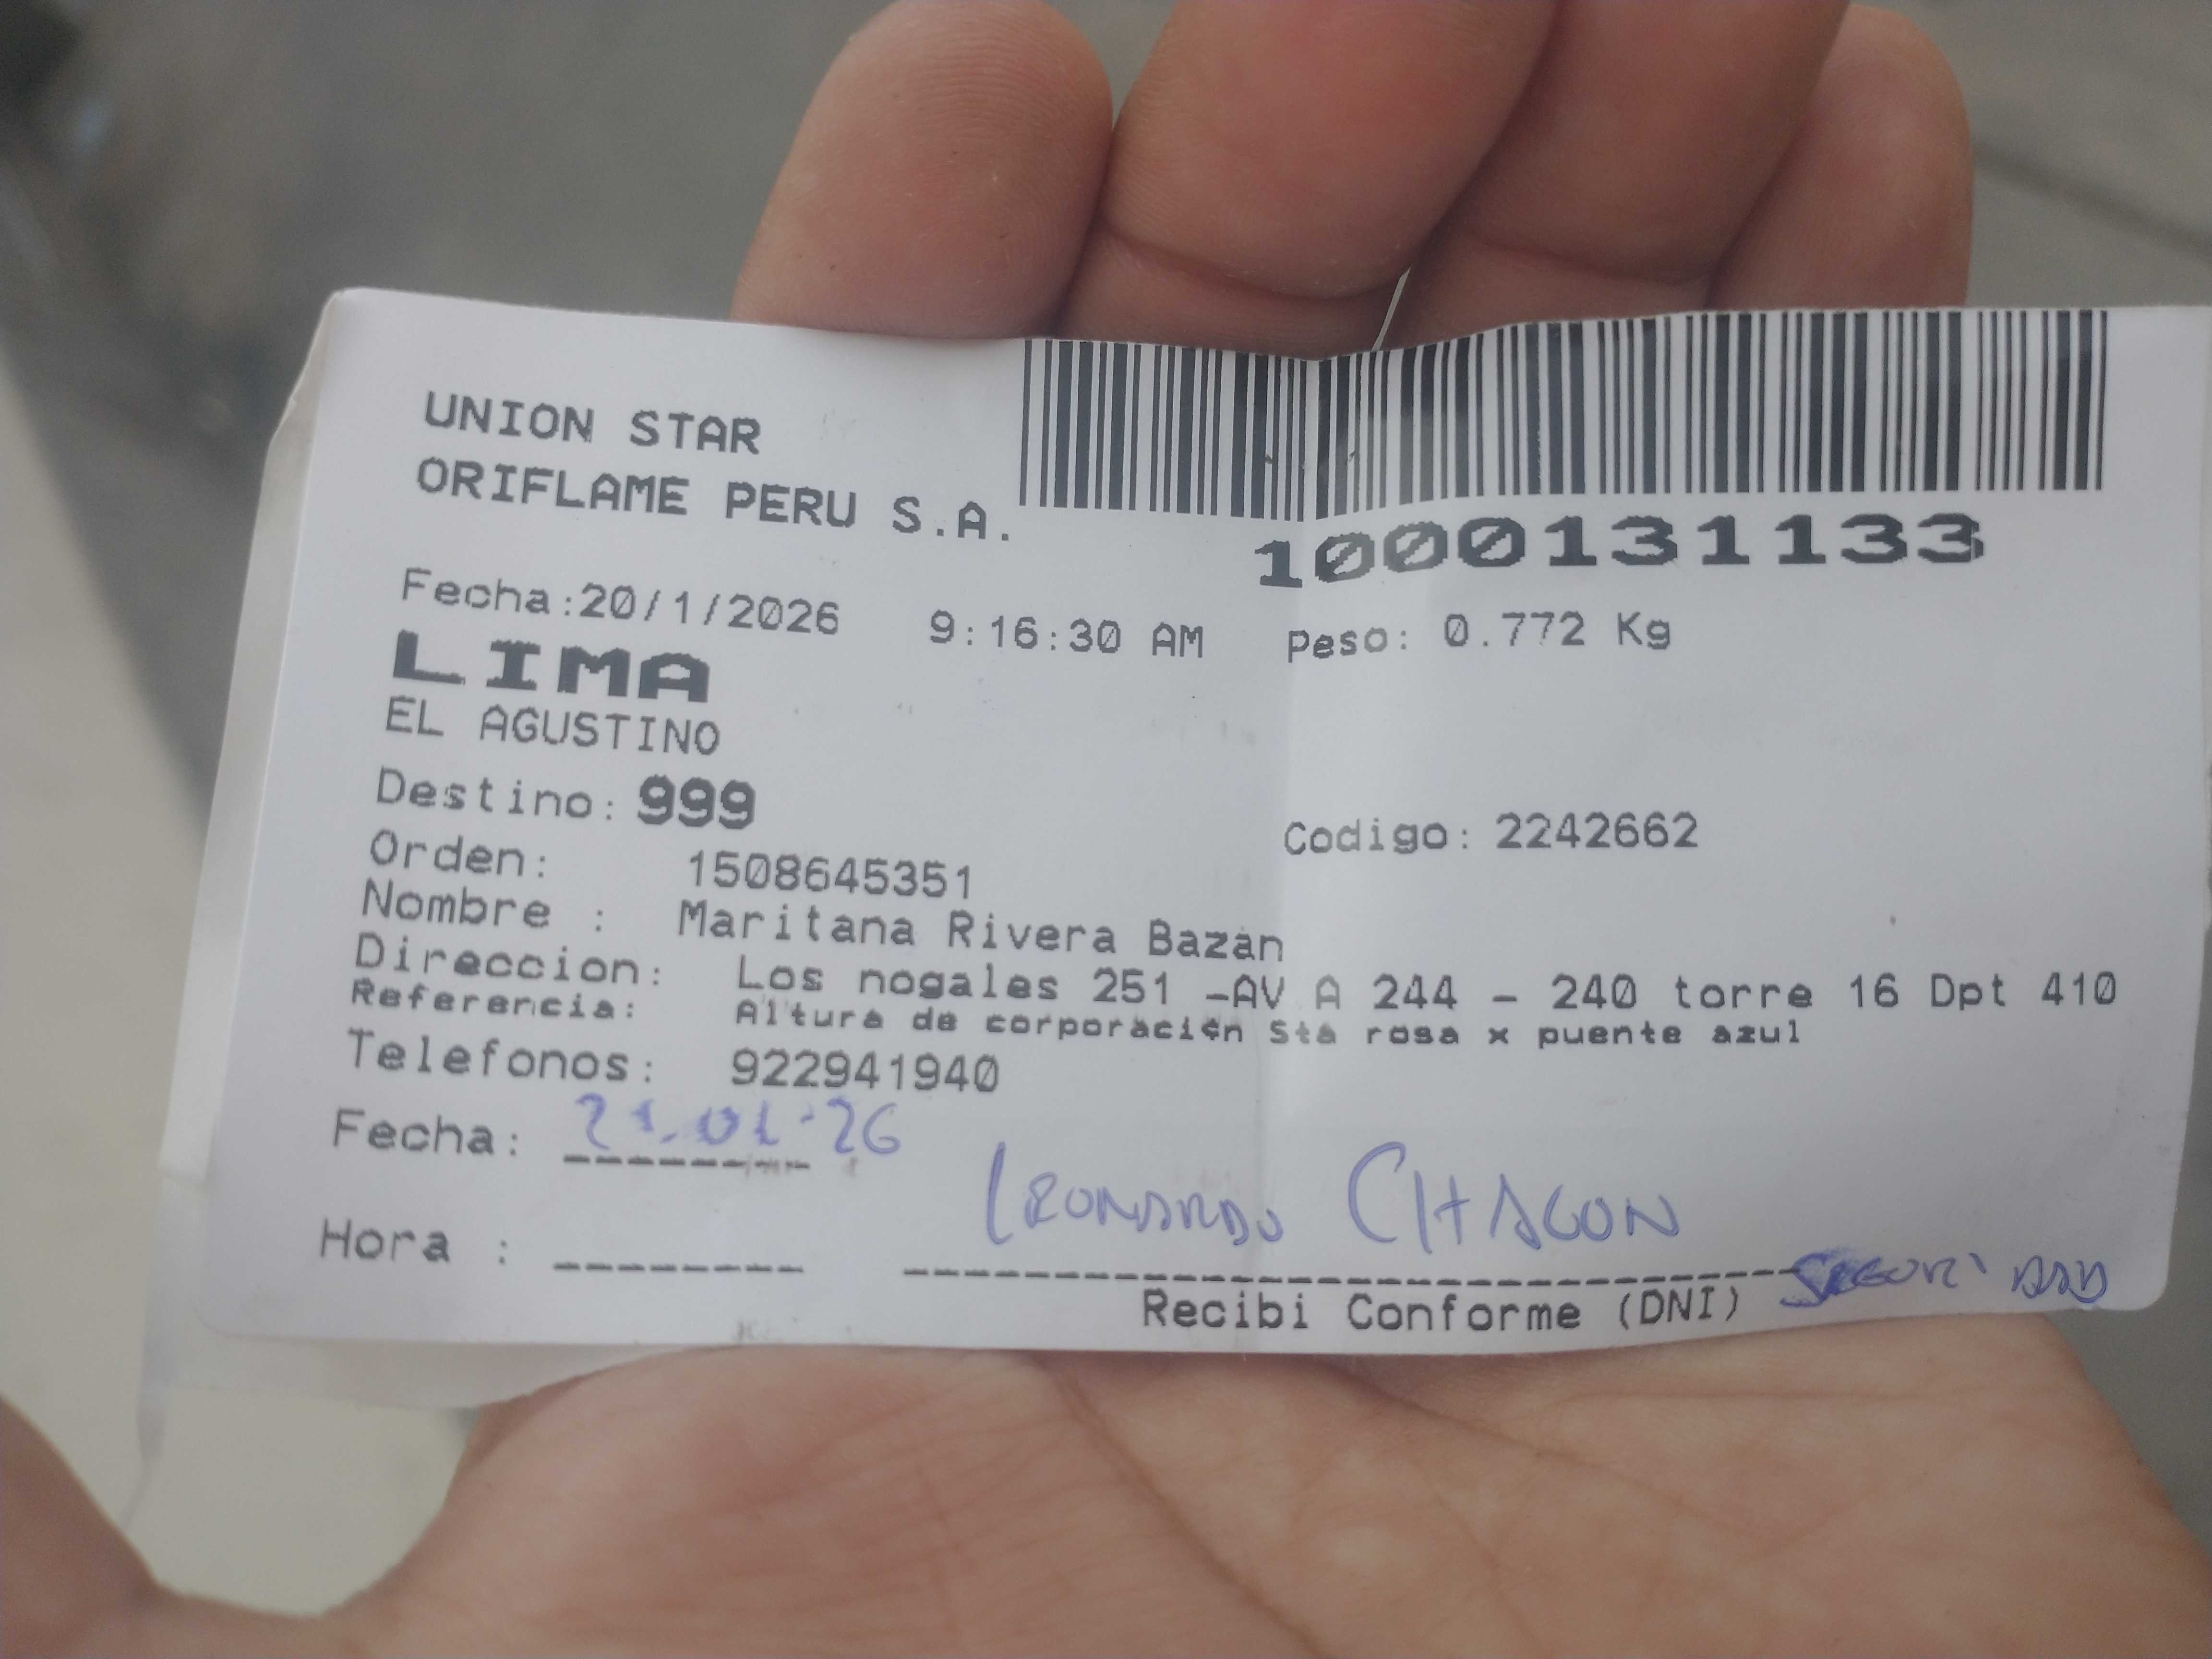 UNION STAR
ORIFLAME PERU S.A.
1000131133
Fecha:20/1/2026 9:16:30 AM Peso: 0.772 Kg
LIMA
EL AGUSTINO
Destino: 999
Codigo: 2242662
Orden: 1508645351
Nombre : Maritana Rivera Bazan
Direccion: Los nogales 251 -AV A 244 - 240 torre 16 Dpt 410
Referencia: Altura de corporación Sta rosa x puente azul
Telefonos: 922941940
Fecha: 21.01-26
LEONARDO CHACON
Hora : --------
Recibi Conforme (DNI) SEGURIDAD